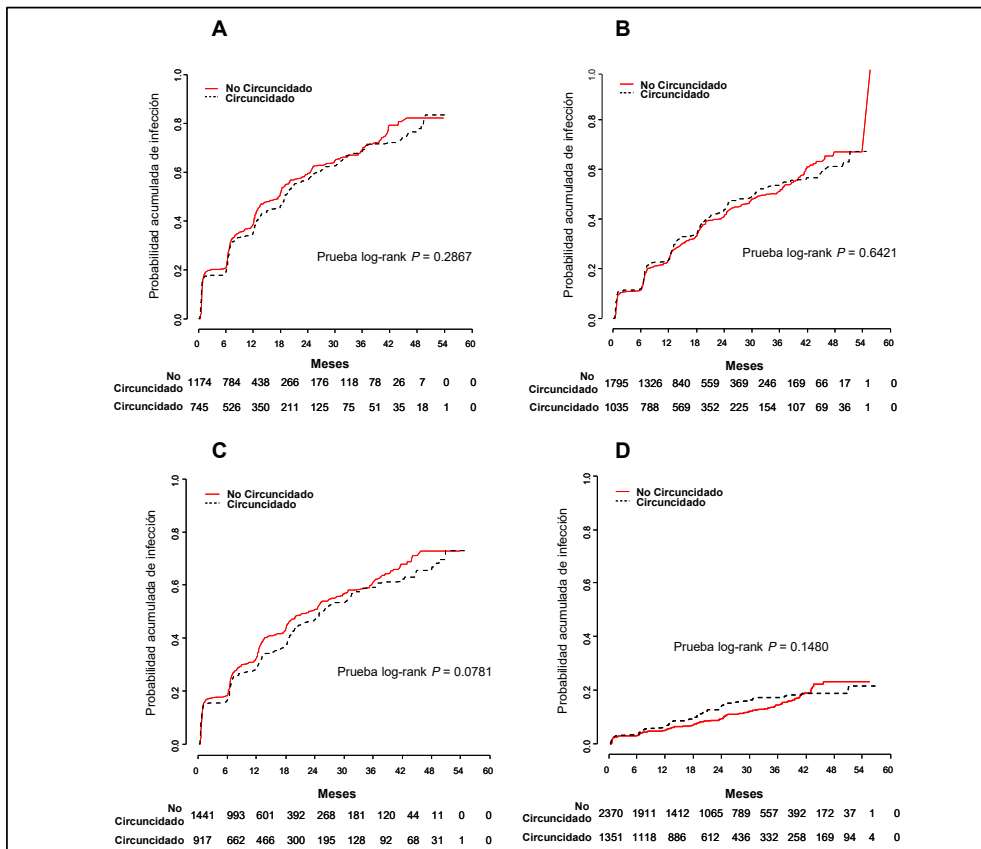 A
No Circuncidado
Circuncidado
Probabilidad acumulada de infección
0.0 0.2 0.4 0.6 0.8 1.0
Prueba log-rank P = 0.2867
0 6 12 18 24 30 36 42 48 54 60
Meses
No
Circuncidado 1174 784 438 266 176 118 78 26 7 0 0
Circuncidado 745 526 350 211 125 75 51 35 18 1 0
B
No Circuncidado
Circuncidado
Probabilidad acumulada de infección
0.0 0.2 0.4 0.6 0.8 1.0
Prueba log-rank P = 0.6421
0 6 12 18 24 30 36 42 48 54 60
Meses
No
Circuncidado 1795 1326 840 559 369 246 169 66 17 1 0
Circuncidado 1035 788 569 352 225 154 107 69 36 1 0
C
No Circuncidado
Circuncidado
Probabilidad acumulada de infección
0.0 0.2 0.4 0.6 0.8 1.0
Prueba log-rank P = 0.0781
0 6 12 18 24 30 36 42 48 54 60
Meses
No
Circuncidado 1441 993 601 392 268 181 120 44 11 0 0
Circuncidado 917 662 466 300 195 128 92 68 31 1 0
D
No Circuncidado
Circuncidado
Probabilidad acumulada de infección
0.0 0.2 0.4 0.6 0.8 1.0
Prueba log-rank P = 0.1480
0 6 12 18 24 30 36 42 48 54 60
Meses
No
Circuncidado 2370 1911 1412 1065 789 557 392 172 37 1 0
Circuncidado 1351 1118 886 612 436 332 258 169 94 4 0